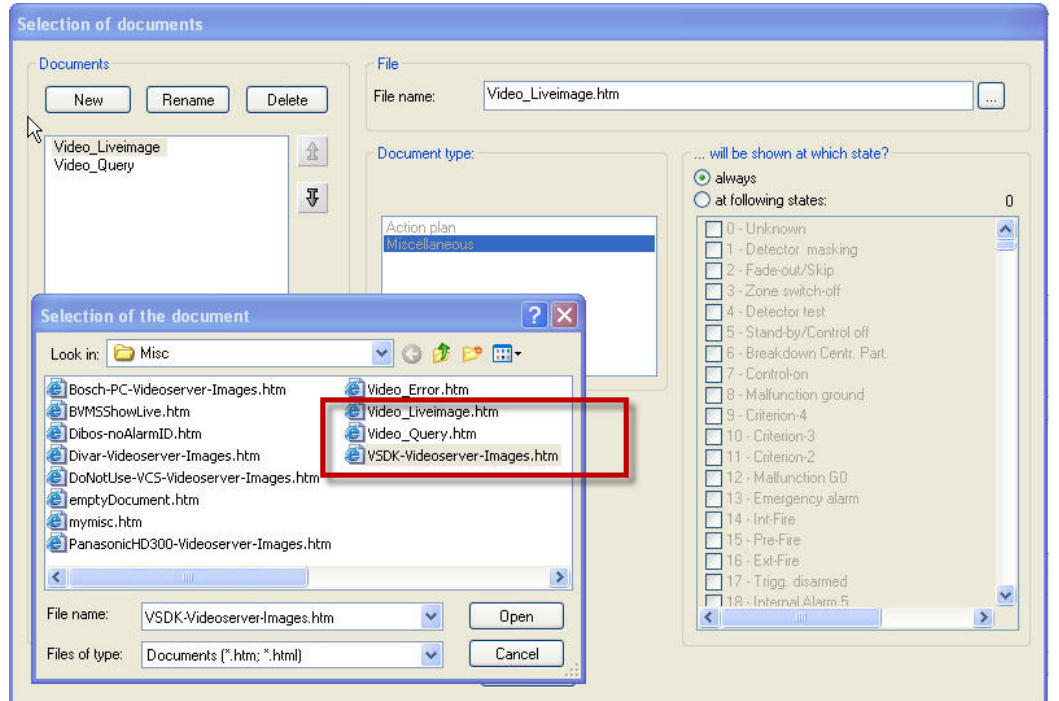 Selection of documents
Documents
New Rename Delete
Video_Liveimage
Video_Query
File
File name: Video_Liveimage.htm ...
Document type:
Action plan
Miscellaneous
... will be shown at which state?
always
at following states: 0
0 - Unknown
1 - Detector masking
2 - Fade-out/Skip
3 - Zone switch-off
4 - Detector test
5 - Stand-by/Control off
6 - Breakdown Centr. Part.
7 - Control-on
8 - Malfunction ground
9 - Criterion-4
10 - Criterion-3
11 - Criterion-2
12 - Malfunction GD
13 - Emergency alarm
14 - Int-Fire
15 - Pre-Fire
16 - Ext-Fire
17 - Trigg. disarmed
18 - Internal Alarm 5
Selection of the document
Look in: Misc
Bosch-PC-Videoserver-Images.htm
BVMSShowLive.htm
Dibos-noAlarmID.htm
Divar-Videoserver-Images.htm
DoNotUse-VCS-Videoserver-Images.htm
emptyDocument.htm
mymisc.htm
PanasonicHD300-Videoserver-Images.htm
Video_Error.htm
Video_Liveimage.htm
Video_Query.htm
VSDK-Videoserver-Images.htm
File name: VSDK-Videoserver-Images.htm Open
Files of type: Documents (*.htm; *.html) Cancel